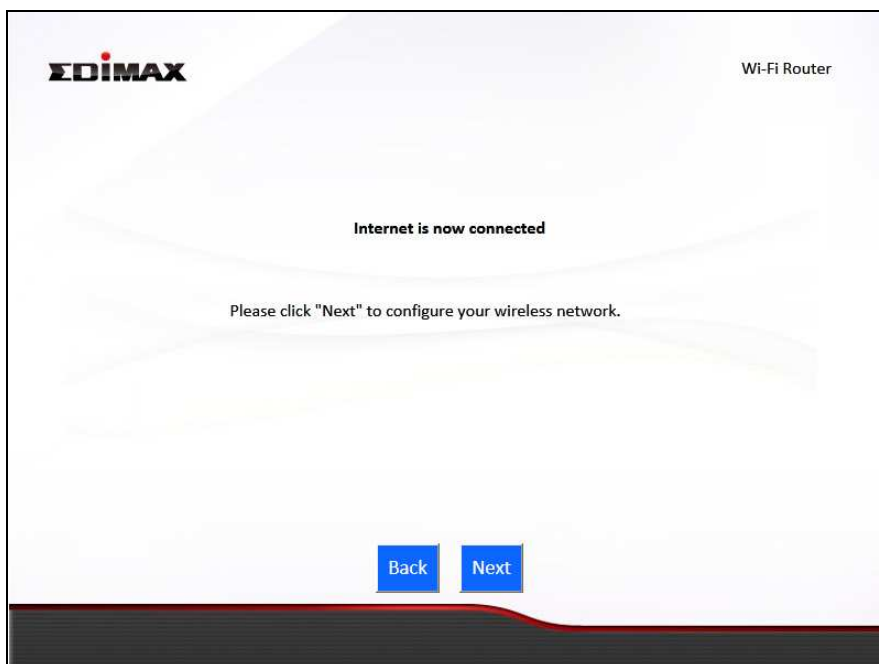 EDIMAX
Wi-Fi Router
Internet is now connected
Please click "Next" to configure your wireless network.
Back Next